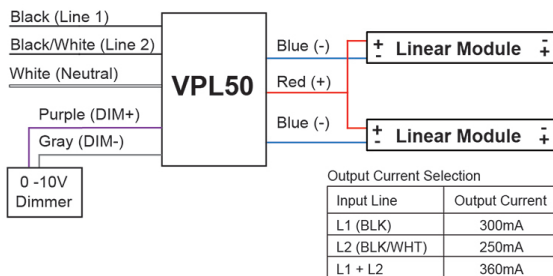 Black (Line 1)
Black/White (Line 2)
White (Neutral)
Purple (DIM+)
Gray (DIM-)
0 -10V
Dimmer
VPL50
Blue (-)
Red (+)
Blue (-)
+ Linear Module -
- +
+ Linear Module -
- +
Output Current Selection
Input Line Output Current
L1 (BLK) 300mA
L2 (BLK/WHT) 250mA
L1 + L2 360mA